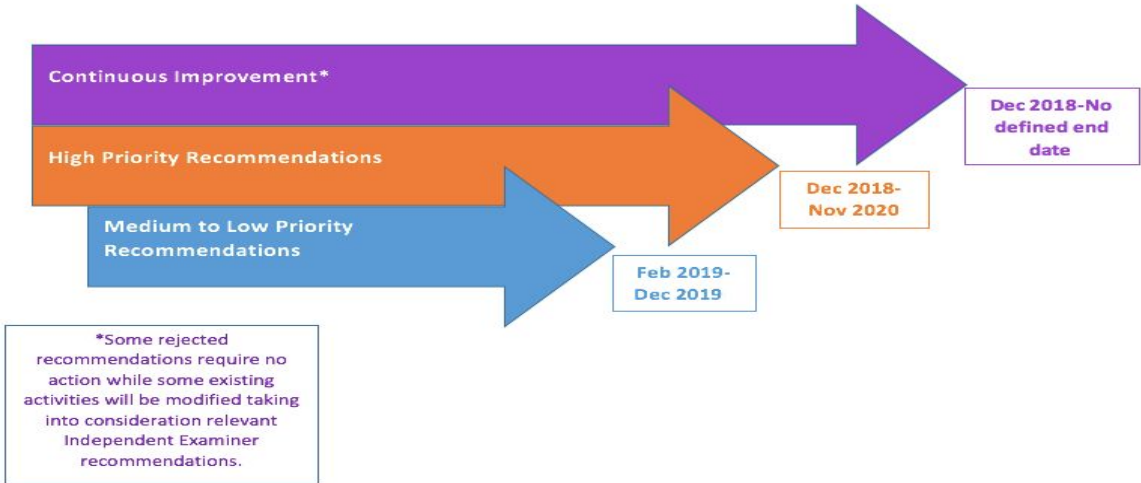 Continuous Improvement*
Dec 2018-No
defined end
date
High Priority Recommendations
Dec 2018-
Nov 2020
Medium to Low Priority
Recommendations
Feb 2019-
Dec 2019
*Some rejected
recommendations require no
action while some existing
activities will be modified taking
into consideration relevant
Independent Examiner
recommendations.